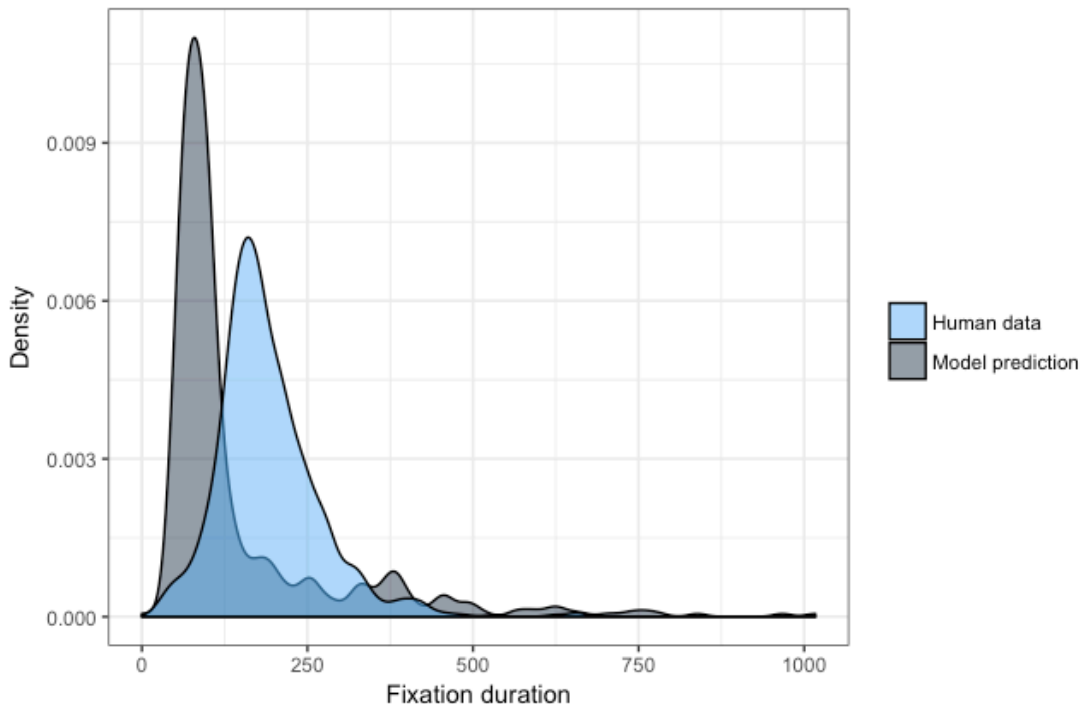 Density
0.009
0.006
0.003
0.000
0 250 500 750 1000
Fixation duration
Human data
Model prediction